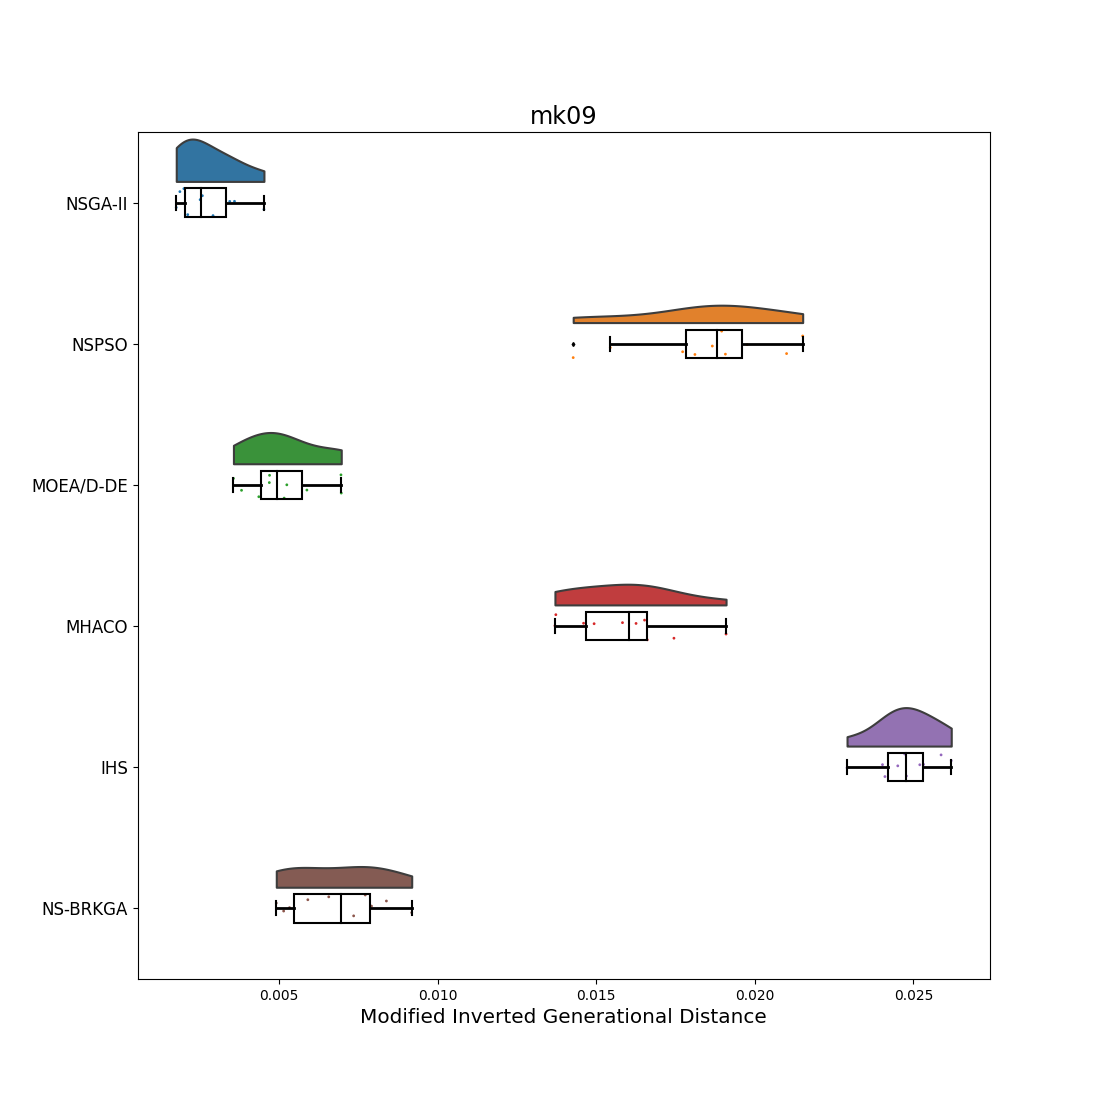 mk09
NSGA-II
NSPSO
MOEA/D-DE
MHACO
IHS
NS-BRKGA
0.005 0.010 0.015 0.020 0.025
Modified Inverted Generational Distance